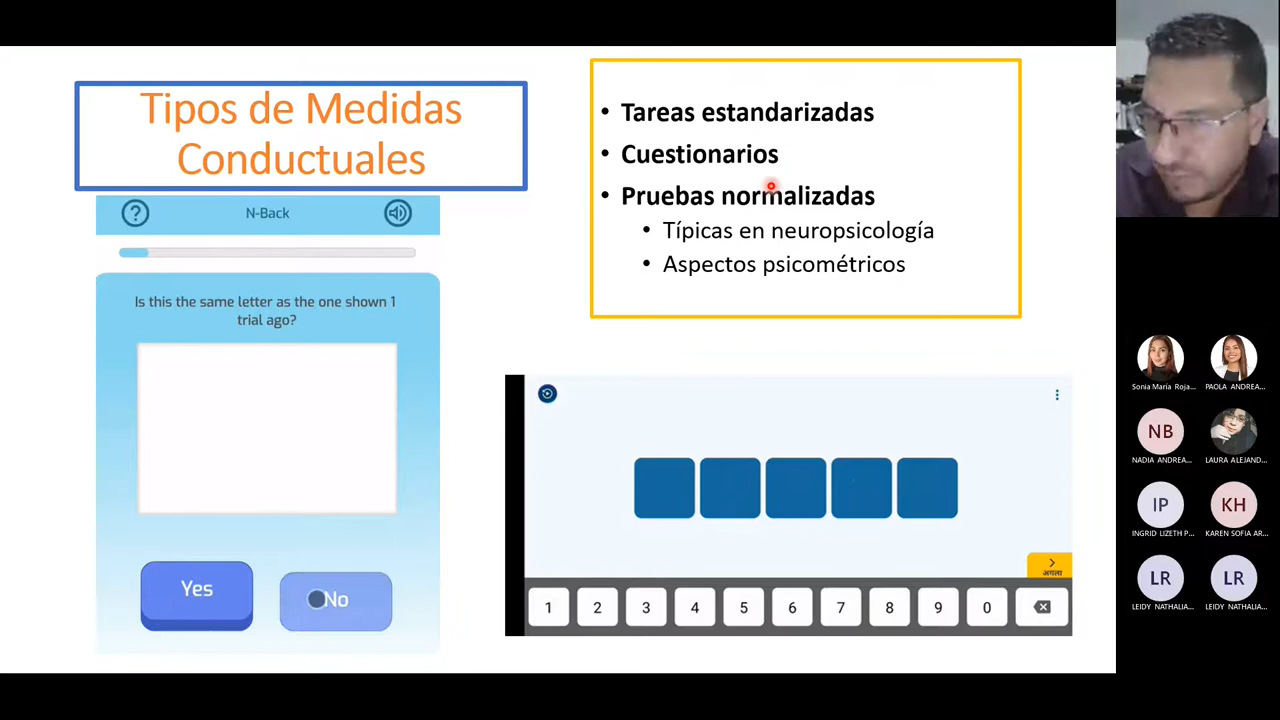 Tipos de Medidas
Conductuales
• Tareas estandarizadas
• Cuestionarios
• Pruebas normalizadas
• Típicas en neuropsicología
• Aspectos psicométricos
?
N-Back
Is this the same letter as the one shown 1
trial ago?
Yes
No
अगला
1 2 3 4 5 6 7 8 9 0
Sonia María Roja...
PAOLA ANDREA...
NB
NADIA ANDREA...
LAURA ALEJAND...
IP
KH
INGRID LIZETH P...
KAREN SOFIA AR...
LR
LR
LEIDY NATHALIA...
LEIDY NATHALIA...